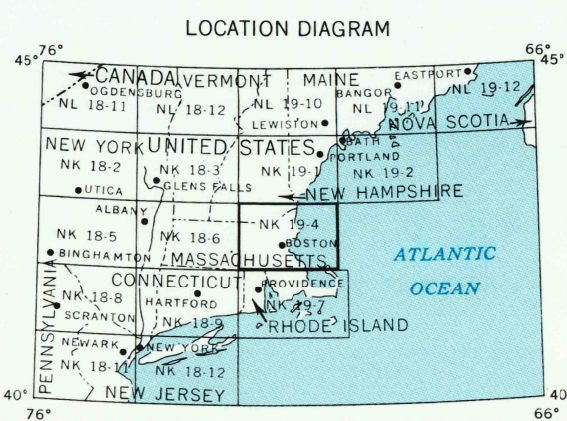 LOCATION DIAGRAM
45° 76° 66° 45°
CANADA VERMONT MAINE EASTPORT
OGDENSBURG BANGOR
NL 18-11 NL 18-12 NL 19-10 NL 19-11 NL 19-12
LEWISTON NOVA SCOTIA
NEW YORK UNITED STATES BATH
PORTLAND
NK 18-2 NK 18-3 NK 19-1 NK 19-2
UTICA GLENS FALLS NEW HAMPSHIRE
ALBANY NK 19-4
NK 18-5 NK 18-6 BOSTON
BINGHAMTON MASSACHUSETTS ATLANTIC
OCEAN
PENNSYLVANIA CONNECTICUT PROVIDENCE
NK 18-8 HARTFORD NK 19-7
SCRANTON NK 18-9 RHODE ISLAND
NEWARK NEW YORK
NK 18-11 NK 18-12
NEW JERSEY
40° 76° 66° 40°